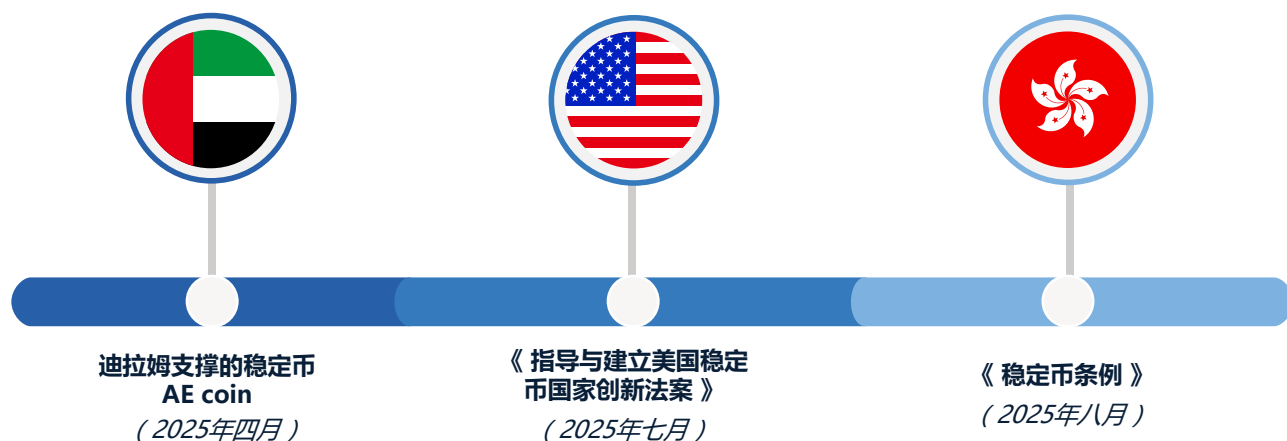 迪拉姆支撑的稳定币
AE coin
（2025年四月）
《 指导与建立美国稳定
币国家创新法案 》
（2025年七月）
《 稳定币条例 》
（2025年八月）